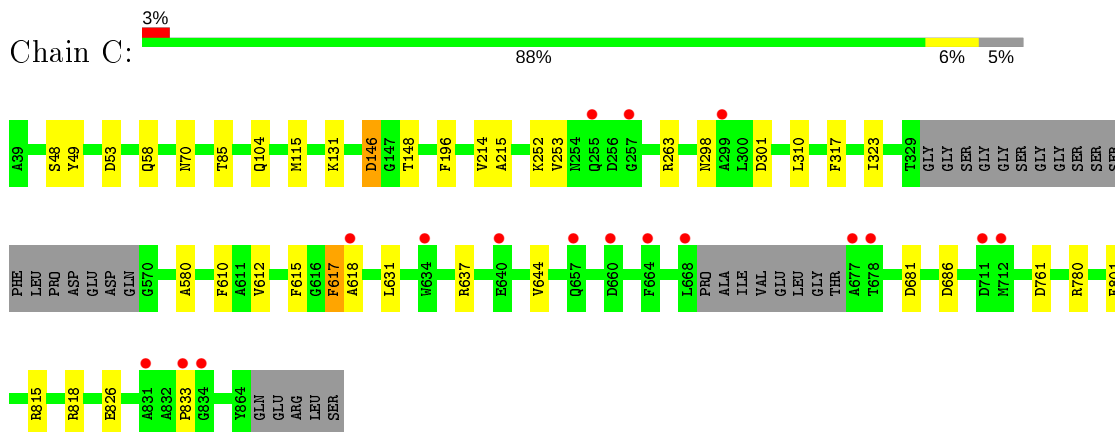 3%
Chain C:
88% 6% 5%
A39 S48 Y49 D53 Q58 N70 T85 Q104 M115 K131 D146 G147 T148 F196 V214 A215 K252 V253 N254 Q255 D256 G257 R263 N298 A299 L300 D301 L310 F317 I323 T329 GLY GLY SER GLY GLY SER GLY GLY SER SER SER
PHE LEU PRO ASP GLU ASP GLN G570 A580 F610 A611 V612 F615 G616 F617 A618 L631 W634 R637 E640 V644 Q657 D660 F664 L668 PRO ALA ILE VAL GLU LEU GLY THR A677 T678 D681 D686 D711 M712 D761 R780 E801
R815 R818 E826 A831 A832 P833 G834 Y864 GLN GLU ARG LEU SER